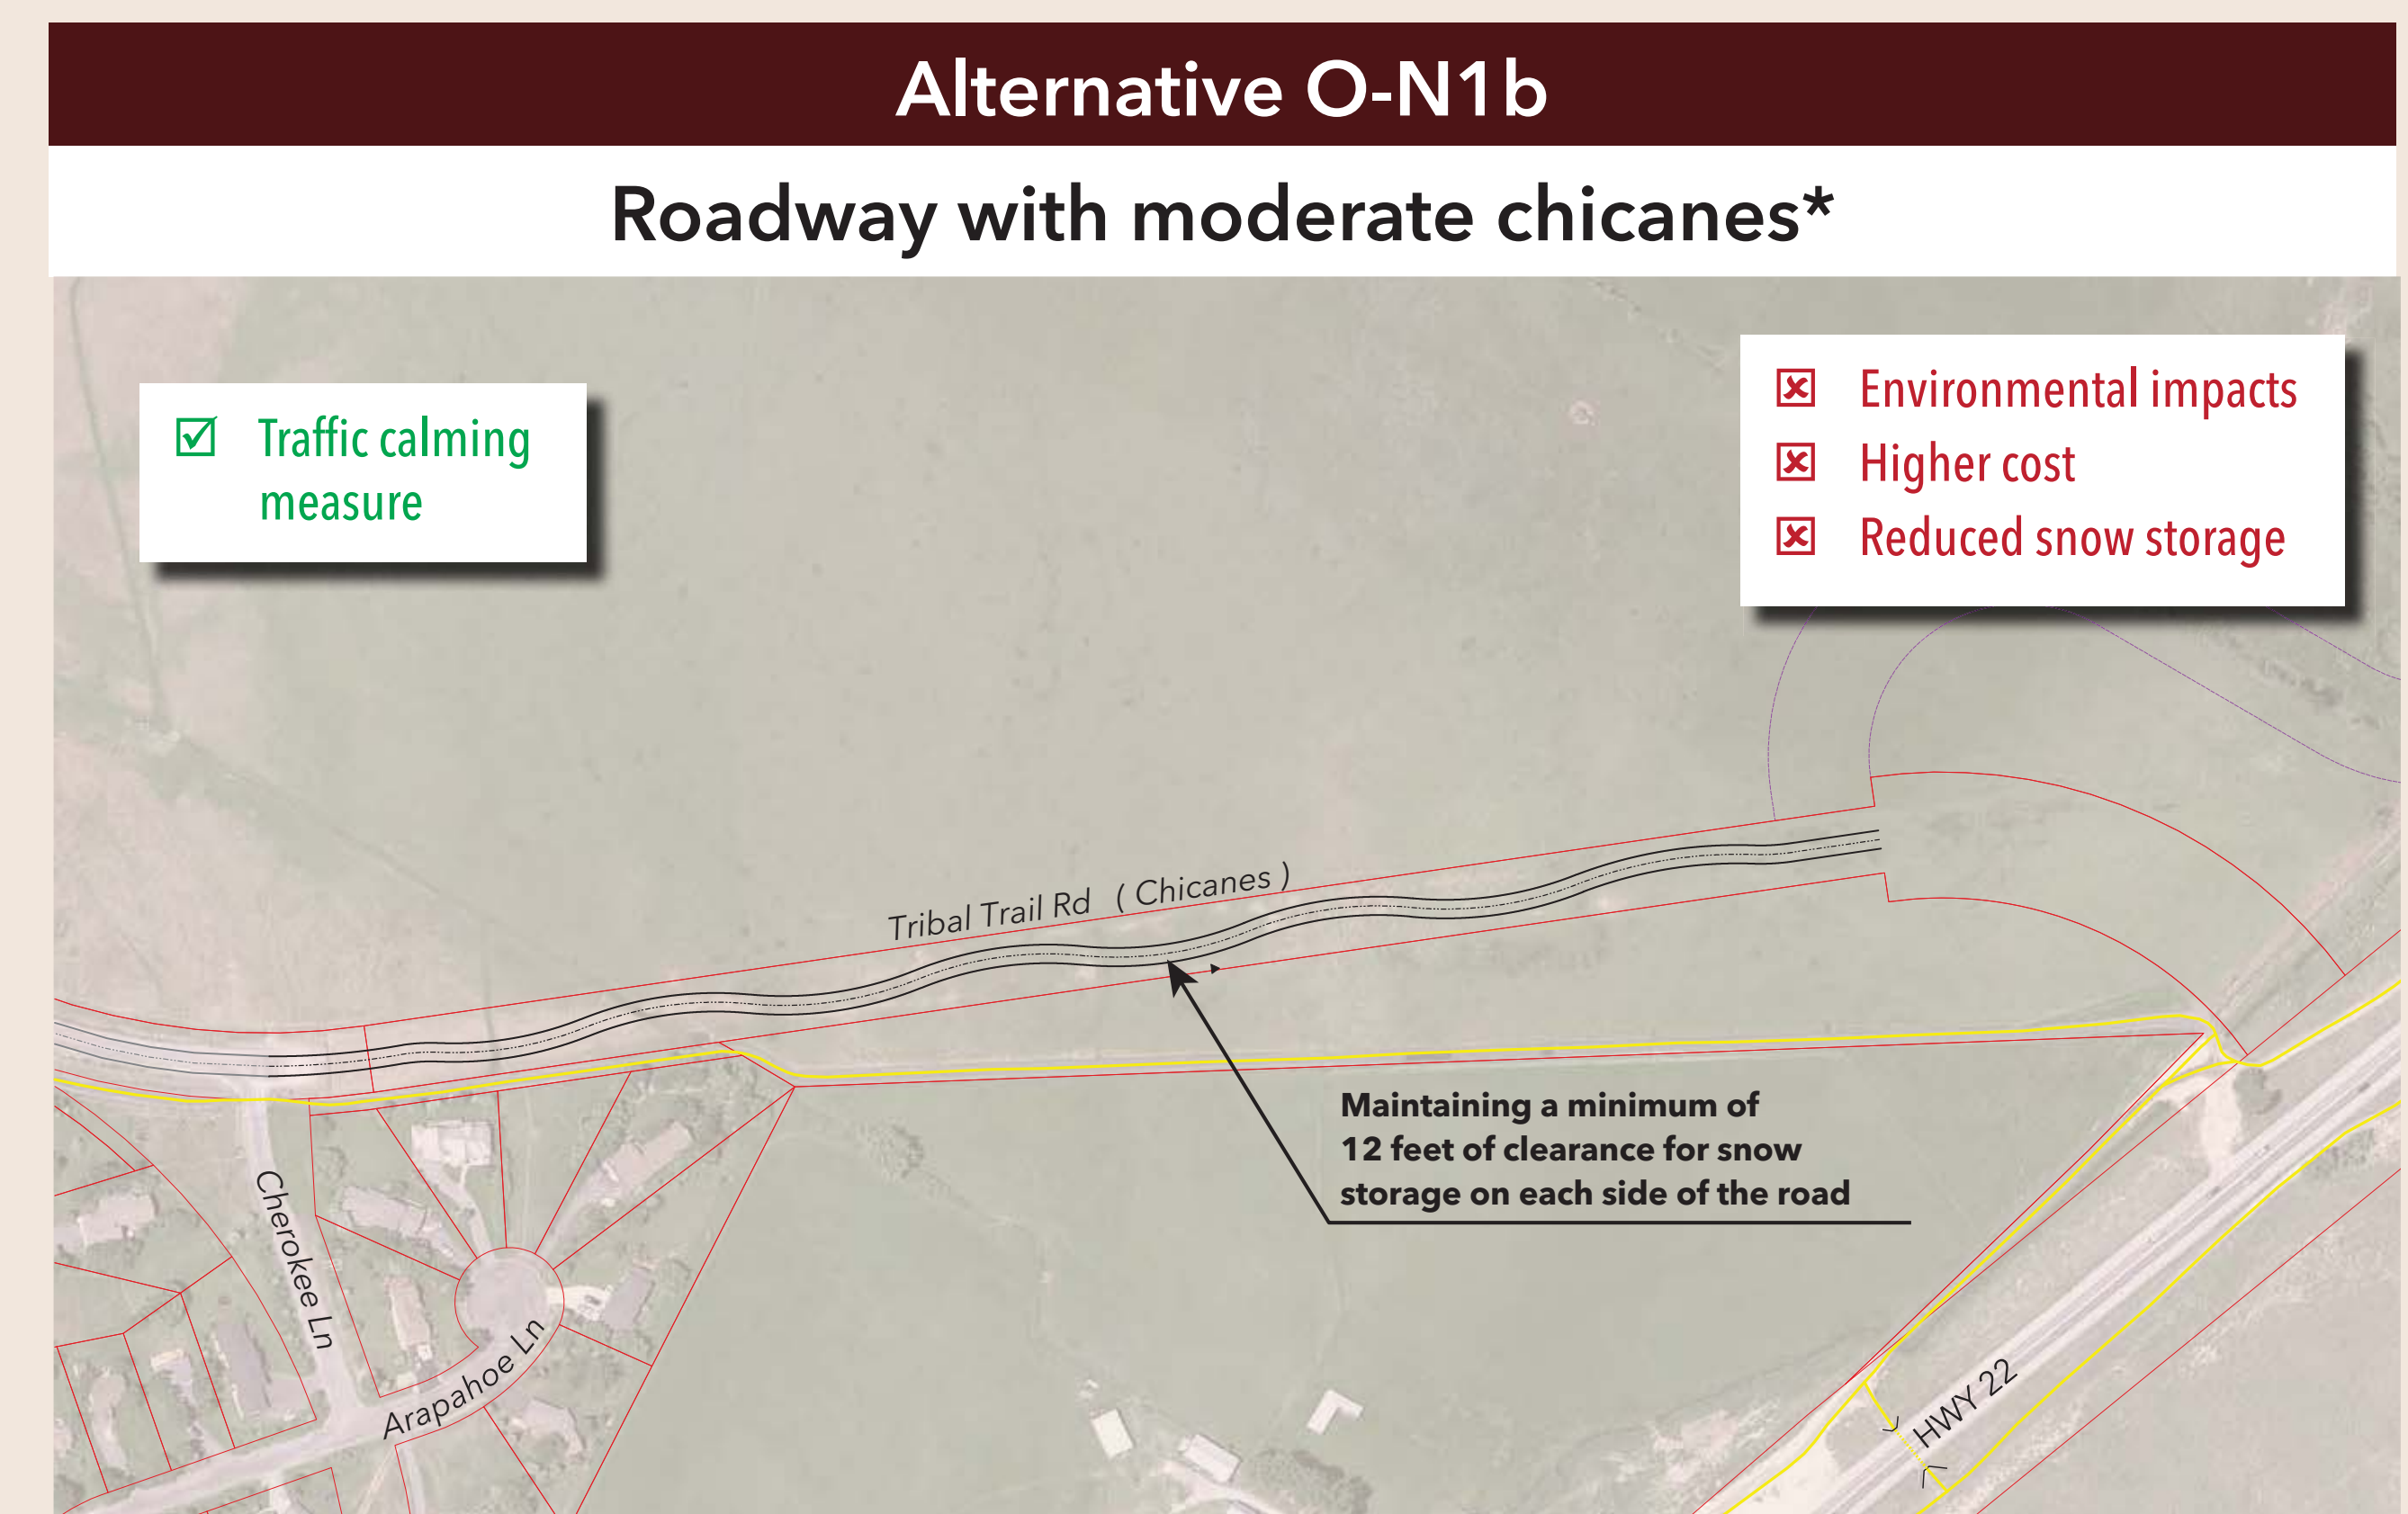 Alternative O-N1b
Roadway with moderate chicanes*
Traffic calming
measure
Environmental impacts
Higher cost
Reduced snow storage
Tribal Trail Rd ( Chicanes )
Maintaining a minimum of
12 feet of clearance for snow
storage on each side of the road
Cherokee Ln
Arapahoe Ln
HWY 22